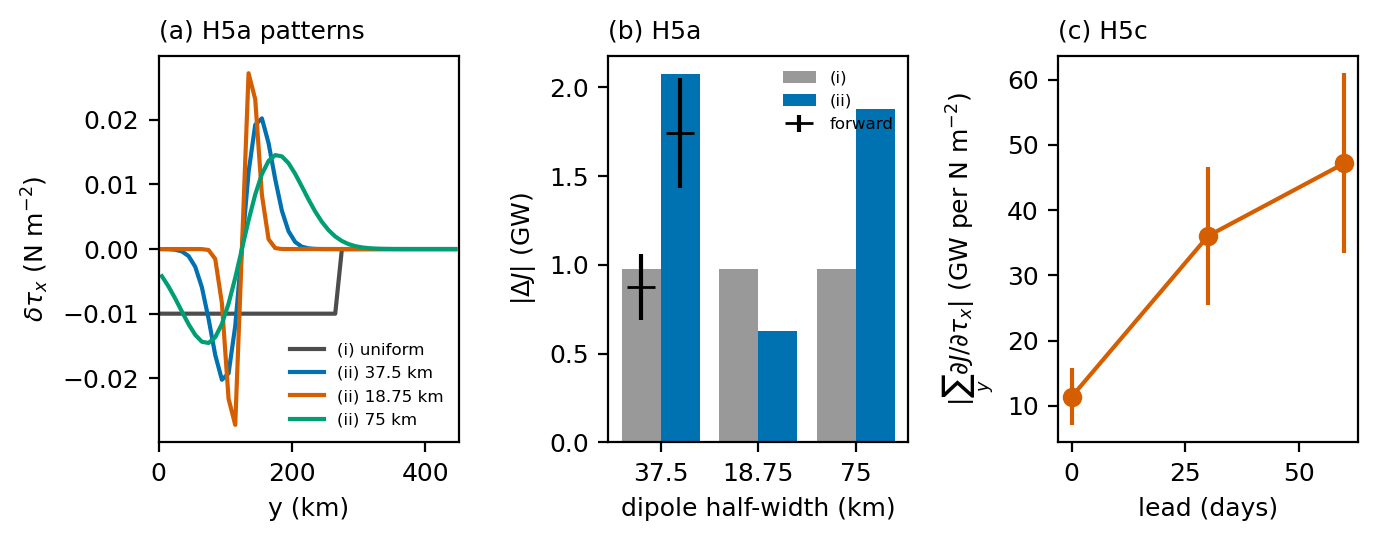 (a) H5a patterns
δτx (N m−2)
0.02
0.01
0.00
−0.01
−0.02
(i) uniform
(ii) 37.5 km
(ii) 18.75 km
(ii) 75 km
0
200
400
y (km)
(b) H5a
|ΔJ| (GW)
2.0
1.5
1.0
0.5
0.0
(i)
(ii)
forward
37.5
18.75
75
dipole half-width (km)
(c) H5c
|∑y ∂J/∂τx| (GW per N m−2)
60
50
40
30
20
10
0
25
50
lead (days)